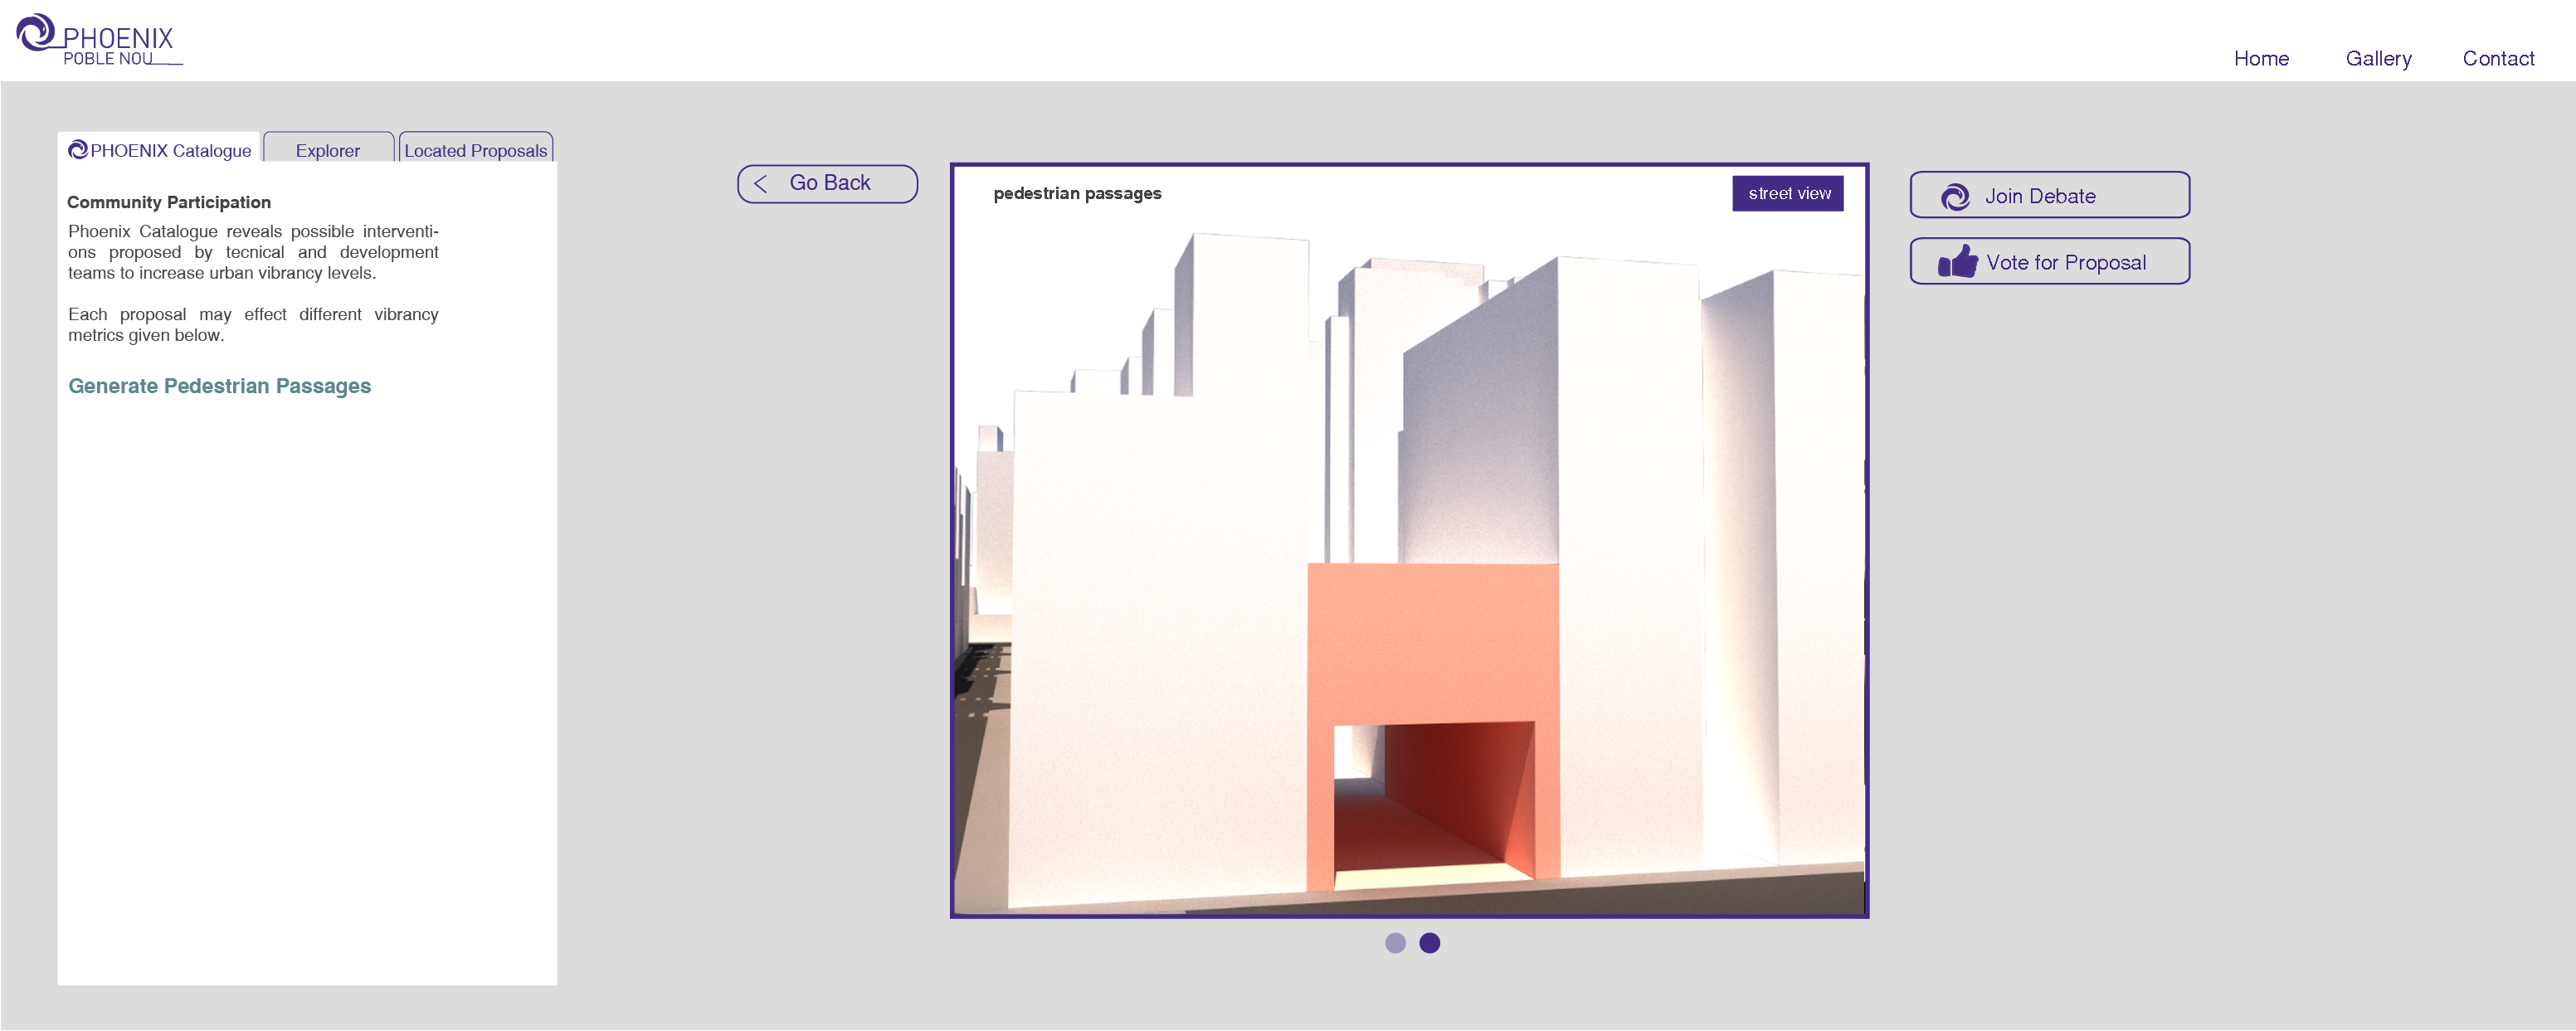 PHOENIX
POBLE NOU
Home Gallery Contact
PHOENIX Catalogue Explorer Located Proposals
Community Participation
Phoenix Catalogue reveals possible interventi-
ons proposed by tecnical and development
teams to increase urban vibrancy levels.
Each proposal may effect different vibrancy
metrics given below.
Generate Pedestrian Passages
Go Back
pedestrian passages
street view
Join Debate
Vote for Proposal